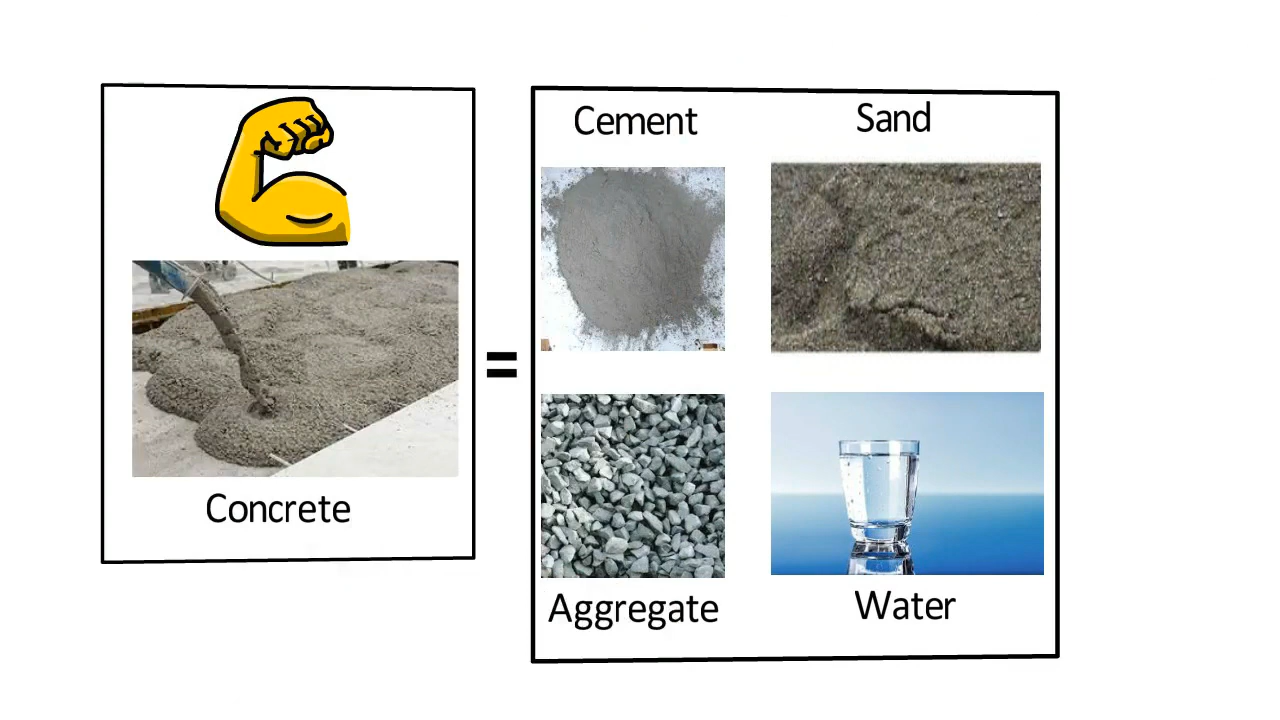 Concrete
=
Cement
Sand
Aggregate
Water